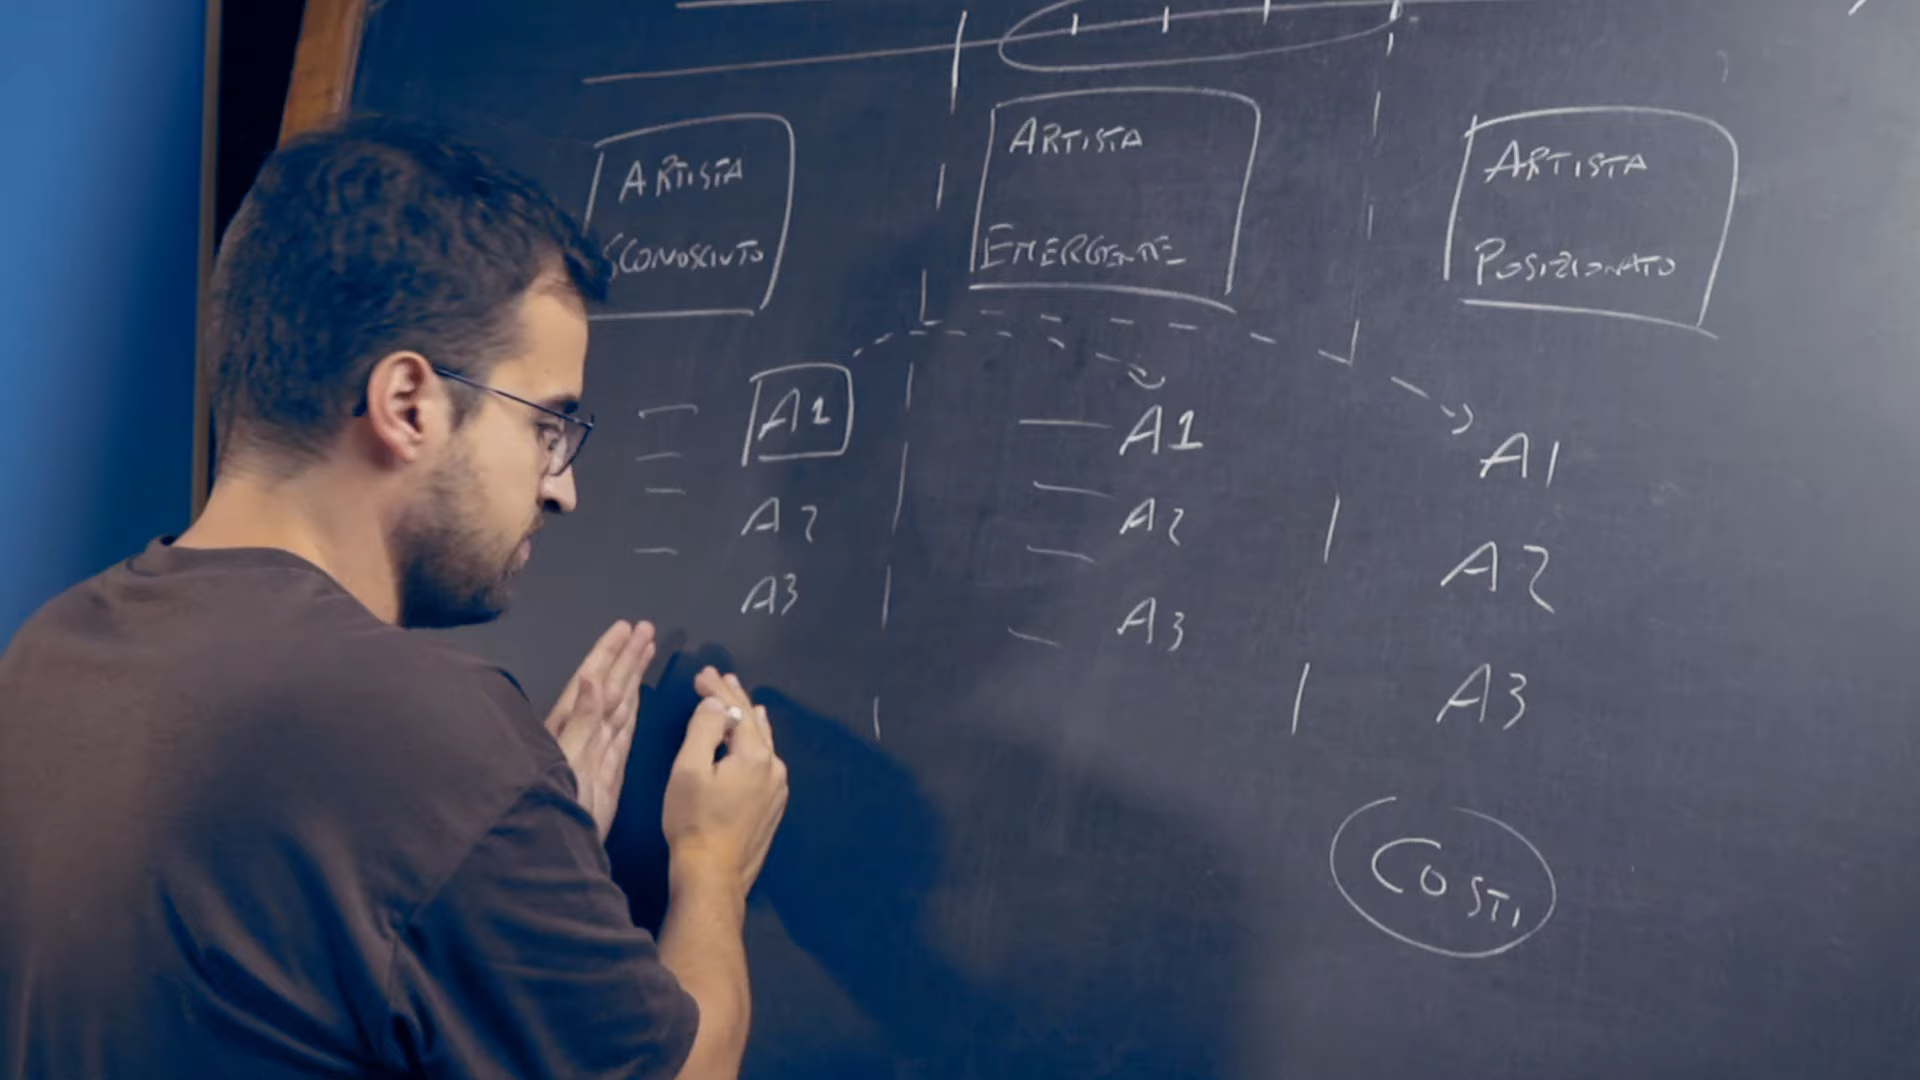 ARTISTA
SCONOSCIUTO
ARTISTA
EMERGENTE
ARTISTA
POSIZIONATO
A1
A2
A3
A1
A2
A3
A1
A2
A3
COSTI